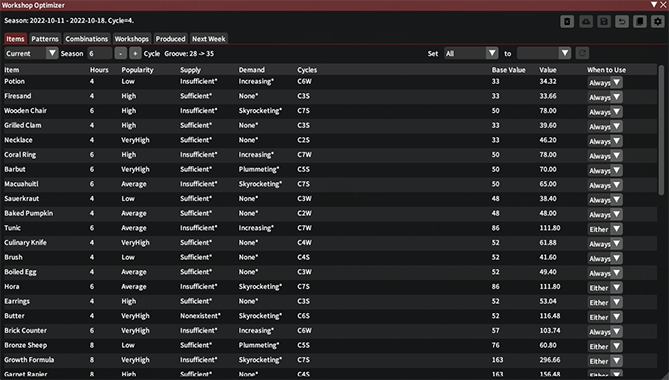 Workshop Optimizer
Season: 2022-10-11 - 2022-10-18. Cycle=4.
Items Patterns Combinations Workshops Produced Next Week
Current Season 6 - + Cycle Groove: 28 -> 35 Set All to
Item Hours Popularity Supply Demand Cycles Base Value Value When to Use
Potion 4 Low Insufficient* Increasing* C6W 33 34.32 Always
Firesand 4 High Sufficient* None* C3S 33 33.66 Always
Wooden Chair 6 High Insufficient* Skyrocketing* C7S 50 78.00 Always
Grilled Clam 4 High Sufficient* None* C3S 33 39.60 Always
Necklace 4 VeryHigh Sufficient* None* C2S 33 46.20 Always
Coral Ring 6 High Insufficient* Increasing* C7W 50 78.00 Always
Barbut 6 VeryHigh Sufficient* Plummeting* C5S 50 70.00 Always
Macuahuitl 6 Average Insufficient* Skyrocketing* C7S 50 65.00 Always
Sauerkraut 4 Low Sufficient* None* C3W 48 38.40 Always
Baked Pumpkin 4 Average Sufficient* None* C2W 48 48.00 Always
Tunic 6 Average Insufficient* Increasing* C7W 86 111.80 Either
Culinary Knife 4 VeryHigh Sufficient* None* C4W 52 61.88 Always
Brush 4 Low Sufficient* None* C4S 52 41.60 Always
Boiled Egg 4 Average Sufficient* None* C3W 52 49.40 Always
Hora 6 Average Insufficient* Skyrocketing* C7S 86 111.80 Either
Earrings 4 High Sufficient* None* C3S 52 53.04 Either
Butter 4 VeryHigh Nonexistent* Skyrocketing* C6S 52 116.48 Either
Brick Counter 6 VeryHigh Insufficient* Increasing* C6W 57 103.74 Always
Bronze Sheep 8 Low Sufficient* Plummeting* C5S 76 60.80 Either
Growth Formula 8 VeryHigh Insufficient* Skyrocketing* C7S 163 296.66 Either
Garnet Rapier 8 High Sufficient* None* C4S 163 156.48 Either